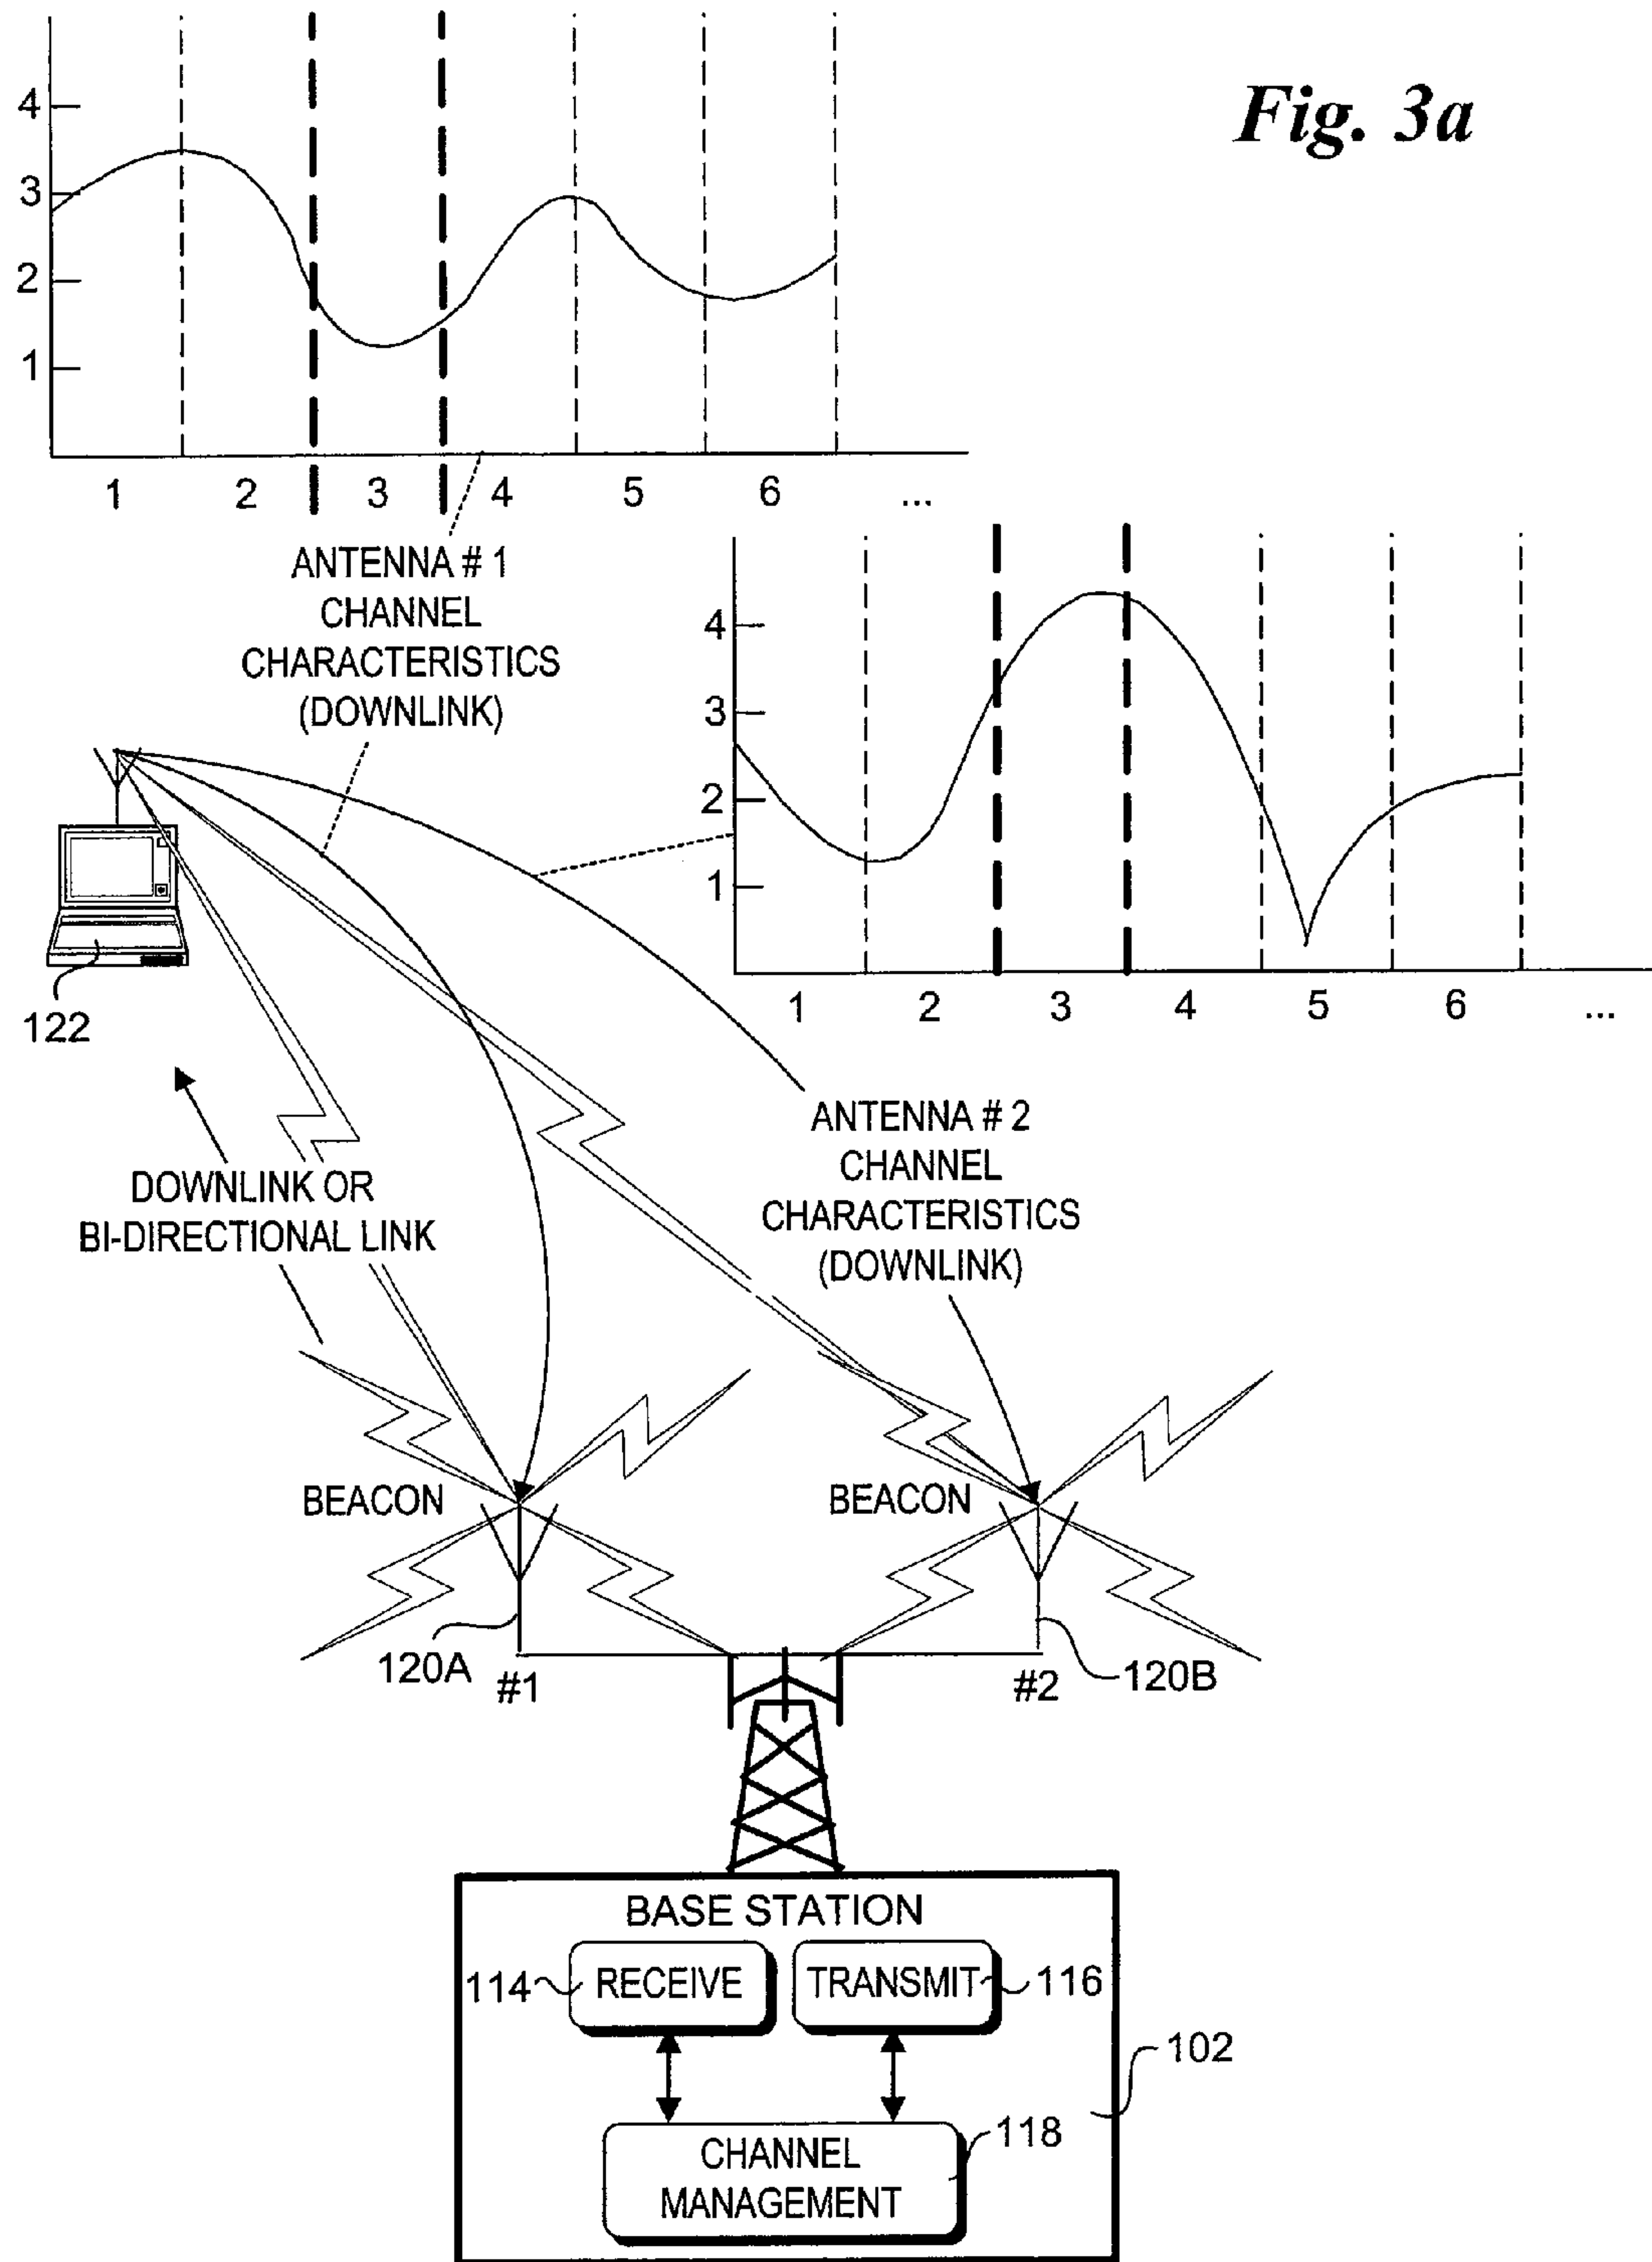 Fig. 3a
4
3
2
1
1 2 3 4 5 6 ...
ANTENNA # 1
CHANNEL
CHARACTERISTICS
(DOWNLINK)
4
3
2
1
1 2 3 4 5 6 ...
122
ANTENNA # 2
CHANNEL
CHARACTERISTICS
(DOWNLINK)
DOWNLINK OR
BI-DIRECTIONAL LINK
BEACON
BEACON
120A
#1
#2
120B
BASE STATION
114
RECEIVE
TRANSMIT
116
102
118
CHANNEL
MANAGEMENT